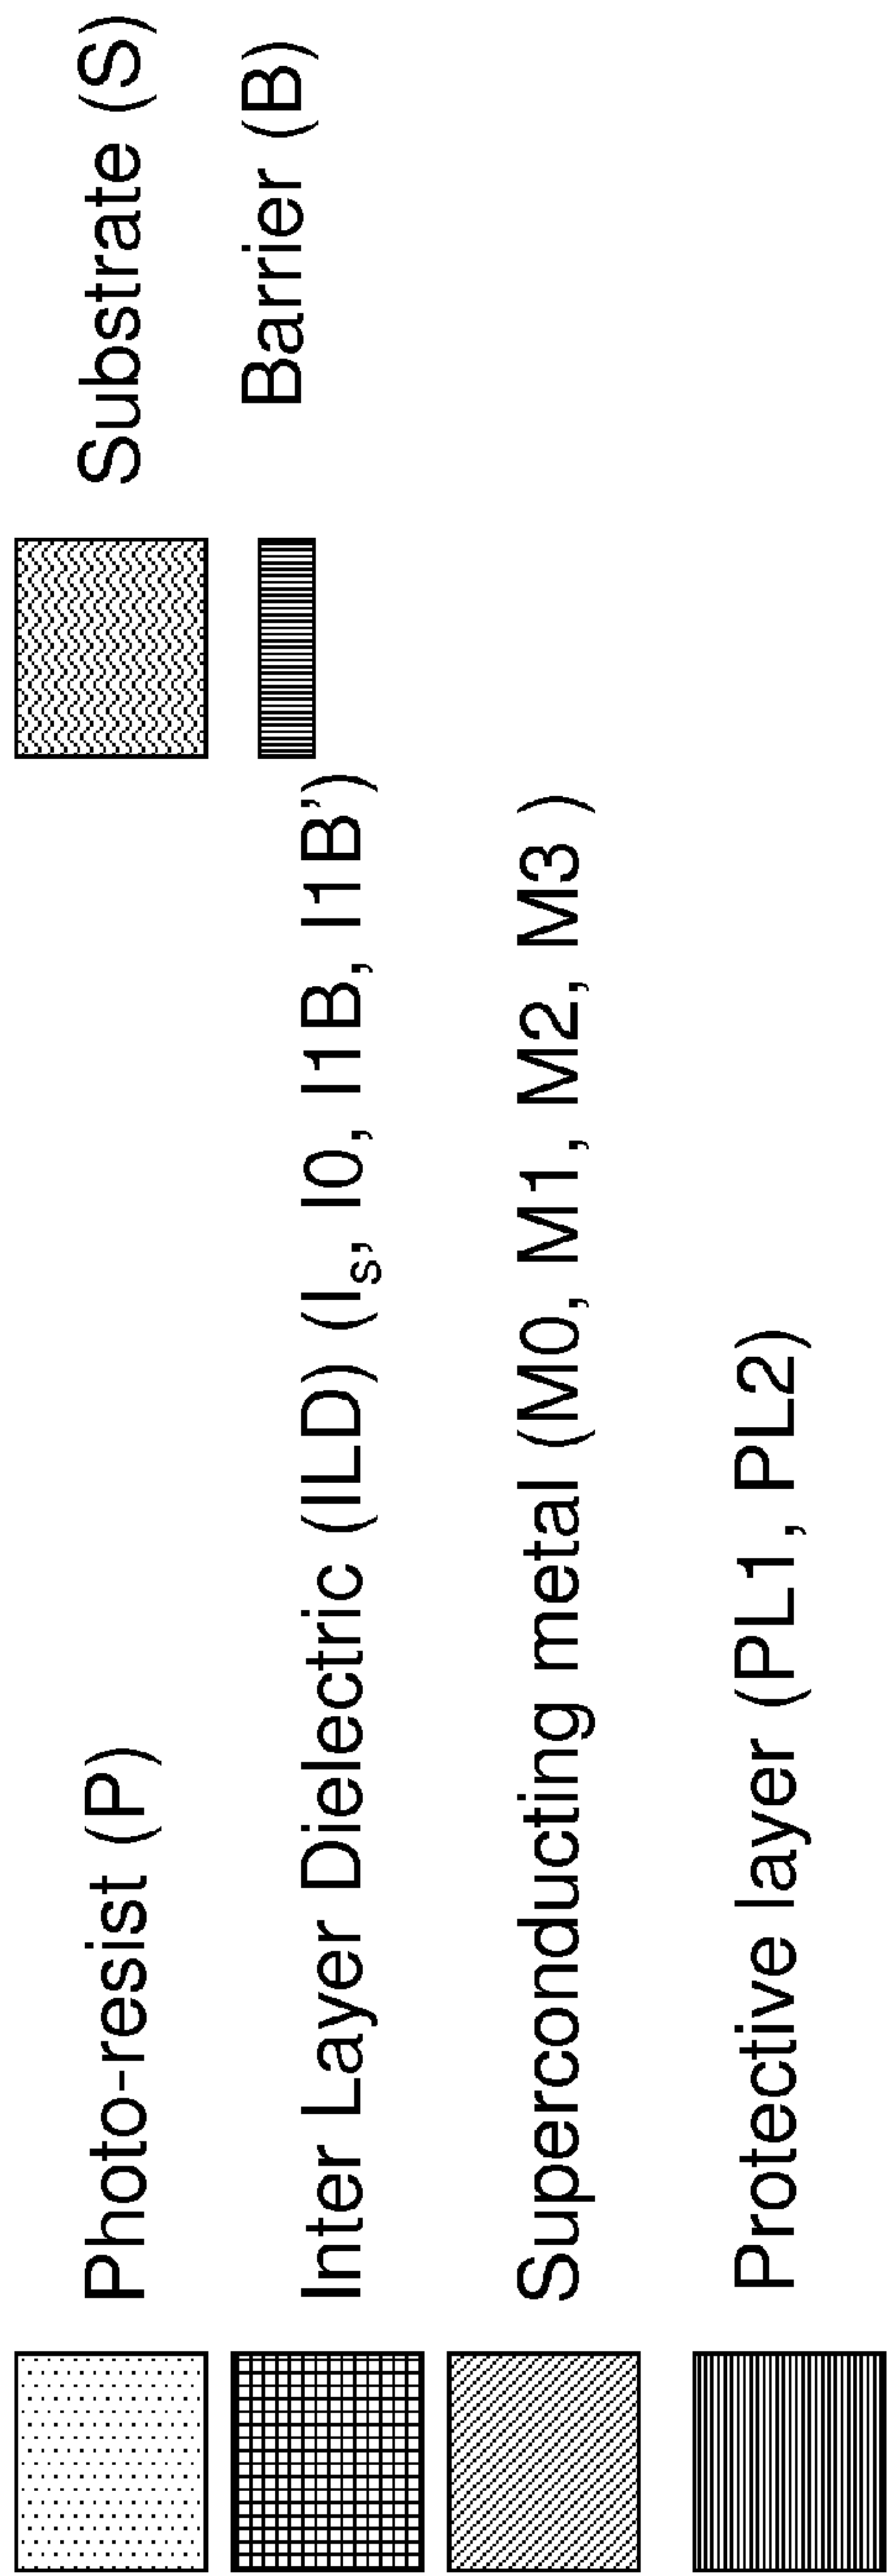 Photo-resist (P)
Inter Layer Dielectric (ILD) (Is, I0, I1B, I1B’)
Superconducting metal (M0, M1, M2, M3 )
Protective layer (PL1, PL2)
Substrate (S)
Barrier (B)